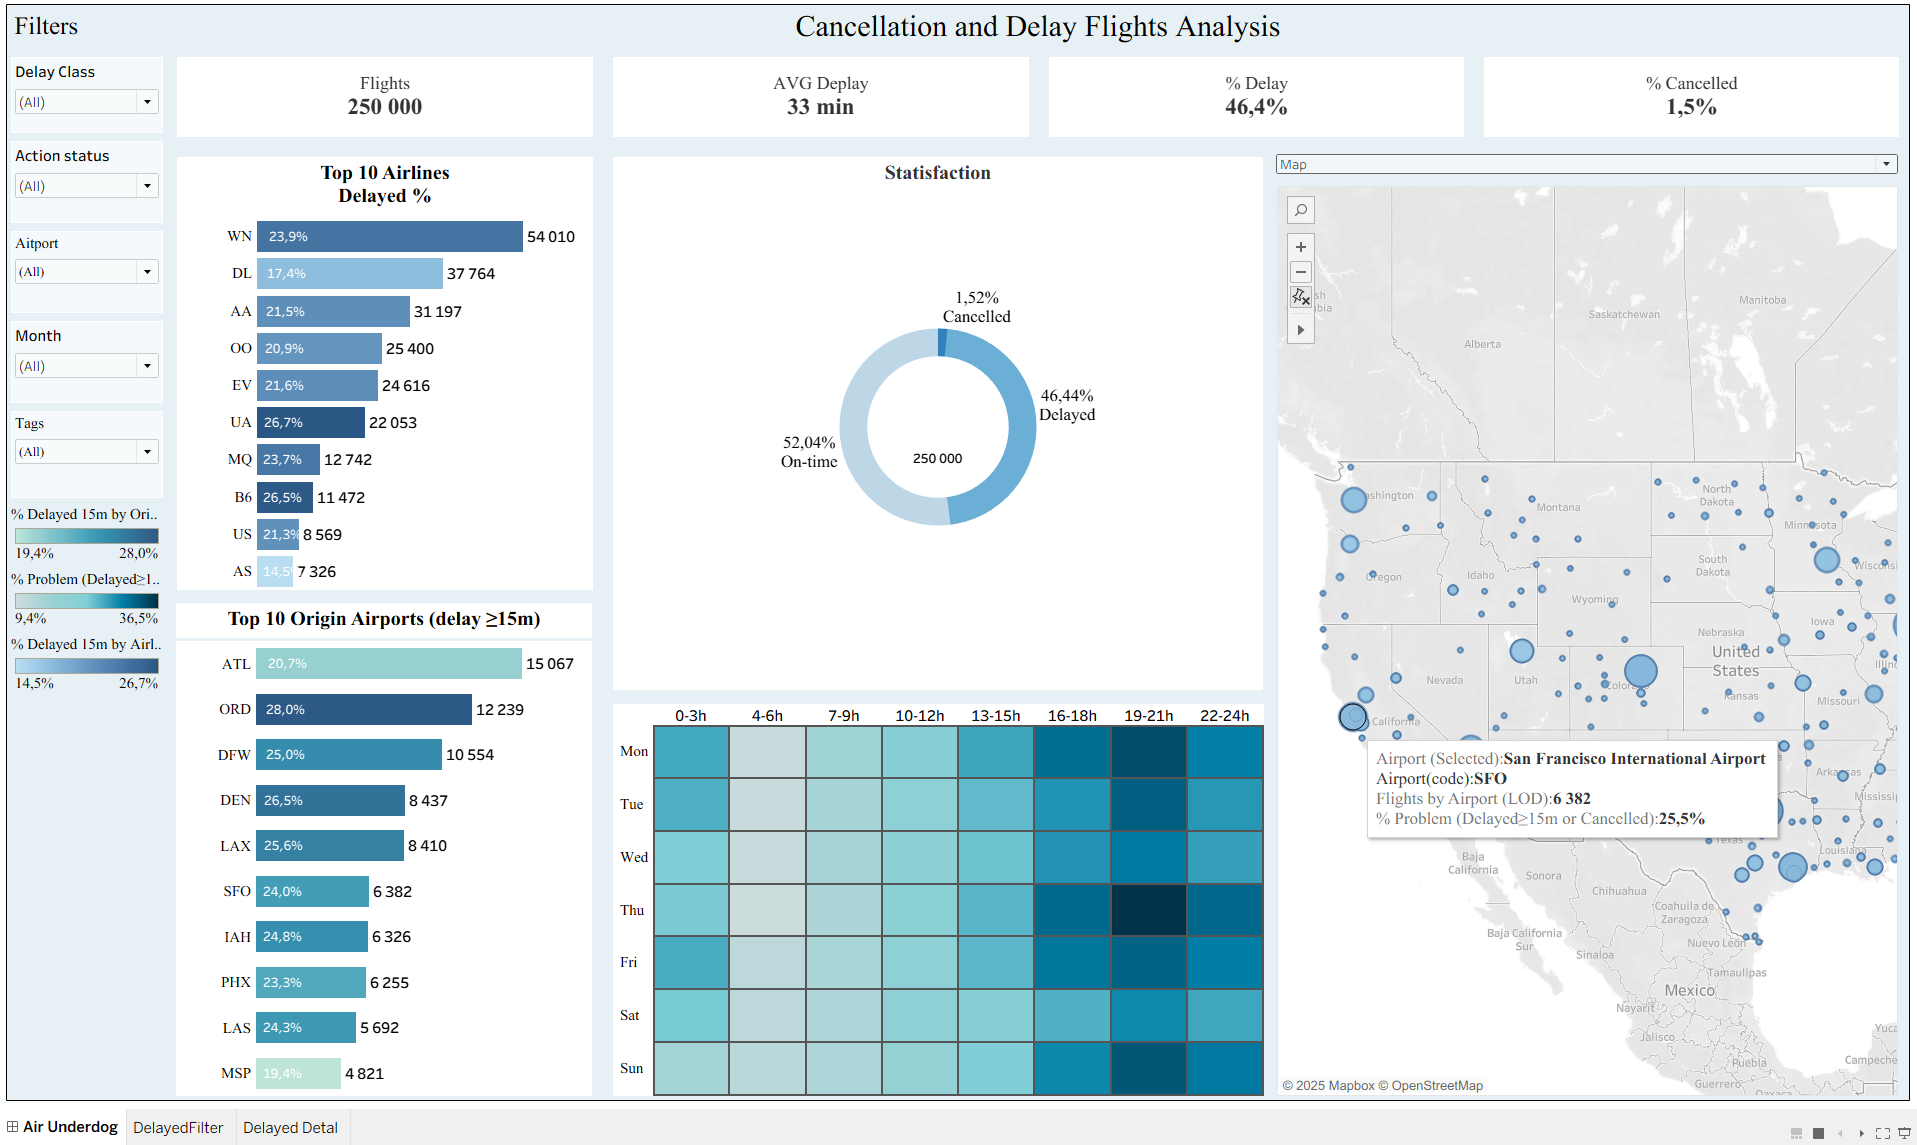 Filters
Cancellation and Delay Flights Analysis
Delay Class
(All)
Action status
(All)
Aitport
(All)
Month
(All)
Tags
(All)
% Delayed 15m by Ori..
19,4% 28,0%
% Problem (Delayed≥1..
9,4% 36,5%
% Delayed 15m by Airl..
14,5% 26,7%
Flights
250 000
AVG Deplay
33 min
% Delay
46,4%
% Cancelled
1,5%
Top 10 Airlines
Delayed %
WN 23,9% 54 010
DL 17,4% 37 764
AA 21,5% 31 197
OO 20,9% 25 400
EV 21,6% 24 616
UA 26,7% 22 053
MQ 23,7% 12 742
B6 26,5% 11 472
US 21,3% 8 569
AS 14,5% 7 326
Top 10 Origin Airports (delay ≥15m)
ATL 20,7% 15 067
ORD 28,0% 12 239
DFW 25,0% 10 554
DEN 26,5% 8 437
LAX 25,6% 8 410
SFO 24,0% 6 382
IAH 24,8% 6 326
PHX 23,3% 6 255
LAS 24,3% 5 692
MSP 19,4% 4 821
Statisfaction
1,52%
Cancelled
46,44%
Delayed
52,04%
On-time
250 000
0-3h 4-6h 7-9h 10-12h 13-15h 16-18h 19-21h 22-24h
Mon
Tue
Wed
Thu
Fri
Sat
Sun
Map
Manitoba
Saskatchewan
Alberta
North
Dakota
Montana
Minnesota
South
Dakota
Wisconsi
Oregon
Idaho
Wyoming
Iowa
Nebraska
United
States
Illin
Nevada
Utah
Colorado
Kansas
Missouri
California
Airport (Selected):San Francisco International Airport
Airport(code):SFO
Flights by Airport (LOD):6 382
% Problem (Delayed≥15m or Cancelled):25,5%
Arkansas
Mississi
Texas
Louisiana
Baja
California
Sonora
Chihuahua
Coahuila de
Zaragoza
Baja California
Sur
Nuevo León
Sinaloa
Tamaulipas
Mexico
Nayarit
Jalisco
Yuca
Puebla
Campeche
Guerrero
Oaxaca
© 2025 Mapbox © OpenStreetMap
Air Underdog DelayedFilter Delayed Detal